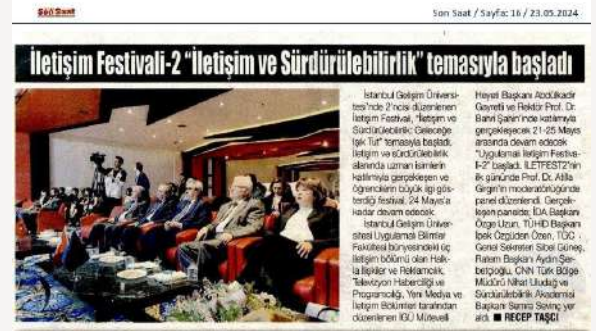 Son Saat
Son Saat / Sayfa: 16 / 23.05.2024
İletişim Festivali-2 “İletişim ve Sürdürülebilirlik” temasıyla başladı
İstanbul Gelişim Üniversi-
tesi'nde 2'ncisi düzenlenen
İletişim Festivali, “İletişim ve
Sürdürülebilirlik: Geleceğe
Işık Tut” temasıyla başladı.
İletişim ve sürdürülebilirlik
alanında uzman isimlerin
katılımıyla gerçekleşen ve
öğrencilerin büyük ilgi gös-
terdiği festival, 24 Mayıs'a
kadar devam edecek.
İstanbul Gelişim Üniver-
sitesi Uygulamalı Bilimler
Fakültesi bünyesindeki üç
iletişim bölümü olan Halk-
la İlişkiler ve Reklamcılık,
Televizyon Haberciliği ve
Programcılığı, Yeni Medya ve
İletişim Bölümleri tarafından
düzenlenen İGÜ Mütevelli
Heyeti Başkanı Abdülkadir
Gayretli ve Rektör Prof. Dr.
Bahri Şahin'inde katılımıyla
gerçekleşecek 21-25 Mayıs
arasında devam edecek
“Uygulamalı İletişim Festiva-
li-2” başladı. İLETFEST2'nin
ilk gününde Prof. Dr. Atilla
Girgin'in moderatörlüğünde
panel düzenlendi. Gerçek-
leşen panelde; İDA Başkanı
Özge Uzun, TÜHİD Başkanı
İpek Özgüden Özen, TGC
Genel Sekreteri Sibel Güneş,
Ratem Başkanı Aydın Şer-
betçioğlu, CNN Türk Bölge
Müdürü Nihat Uludağ ve
Sürdürülebilirlik Akademisi
Başkanı Semra Sevinç yer
aldı. ■ RECEP TAŞÇI